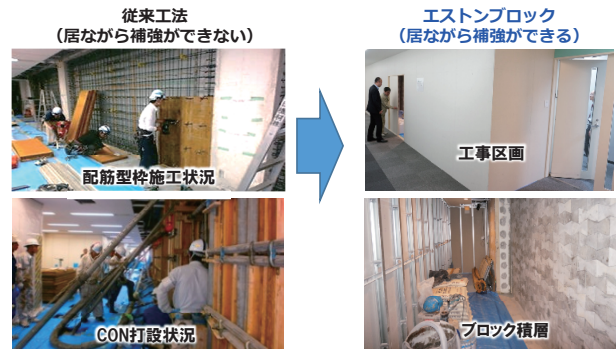 従来工法
（居ながら補強ができない）
エストンブロック
（居ながら補強ができる）
配筋型枠施工状況
工事区画
CON打設状況
ブロック積層